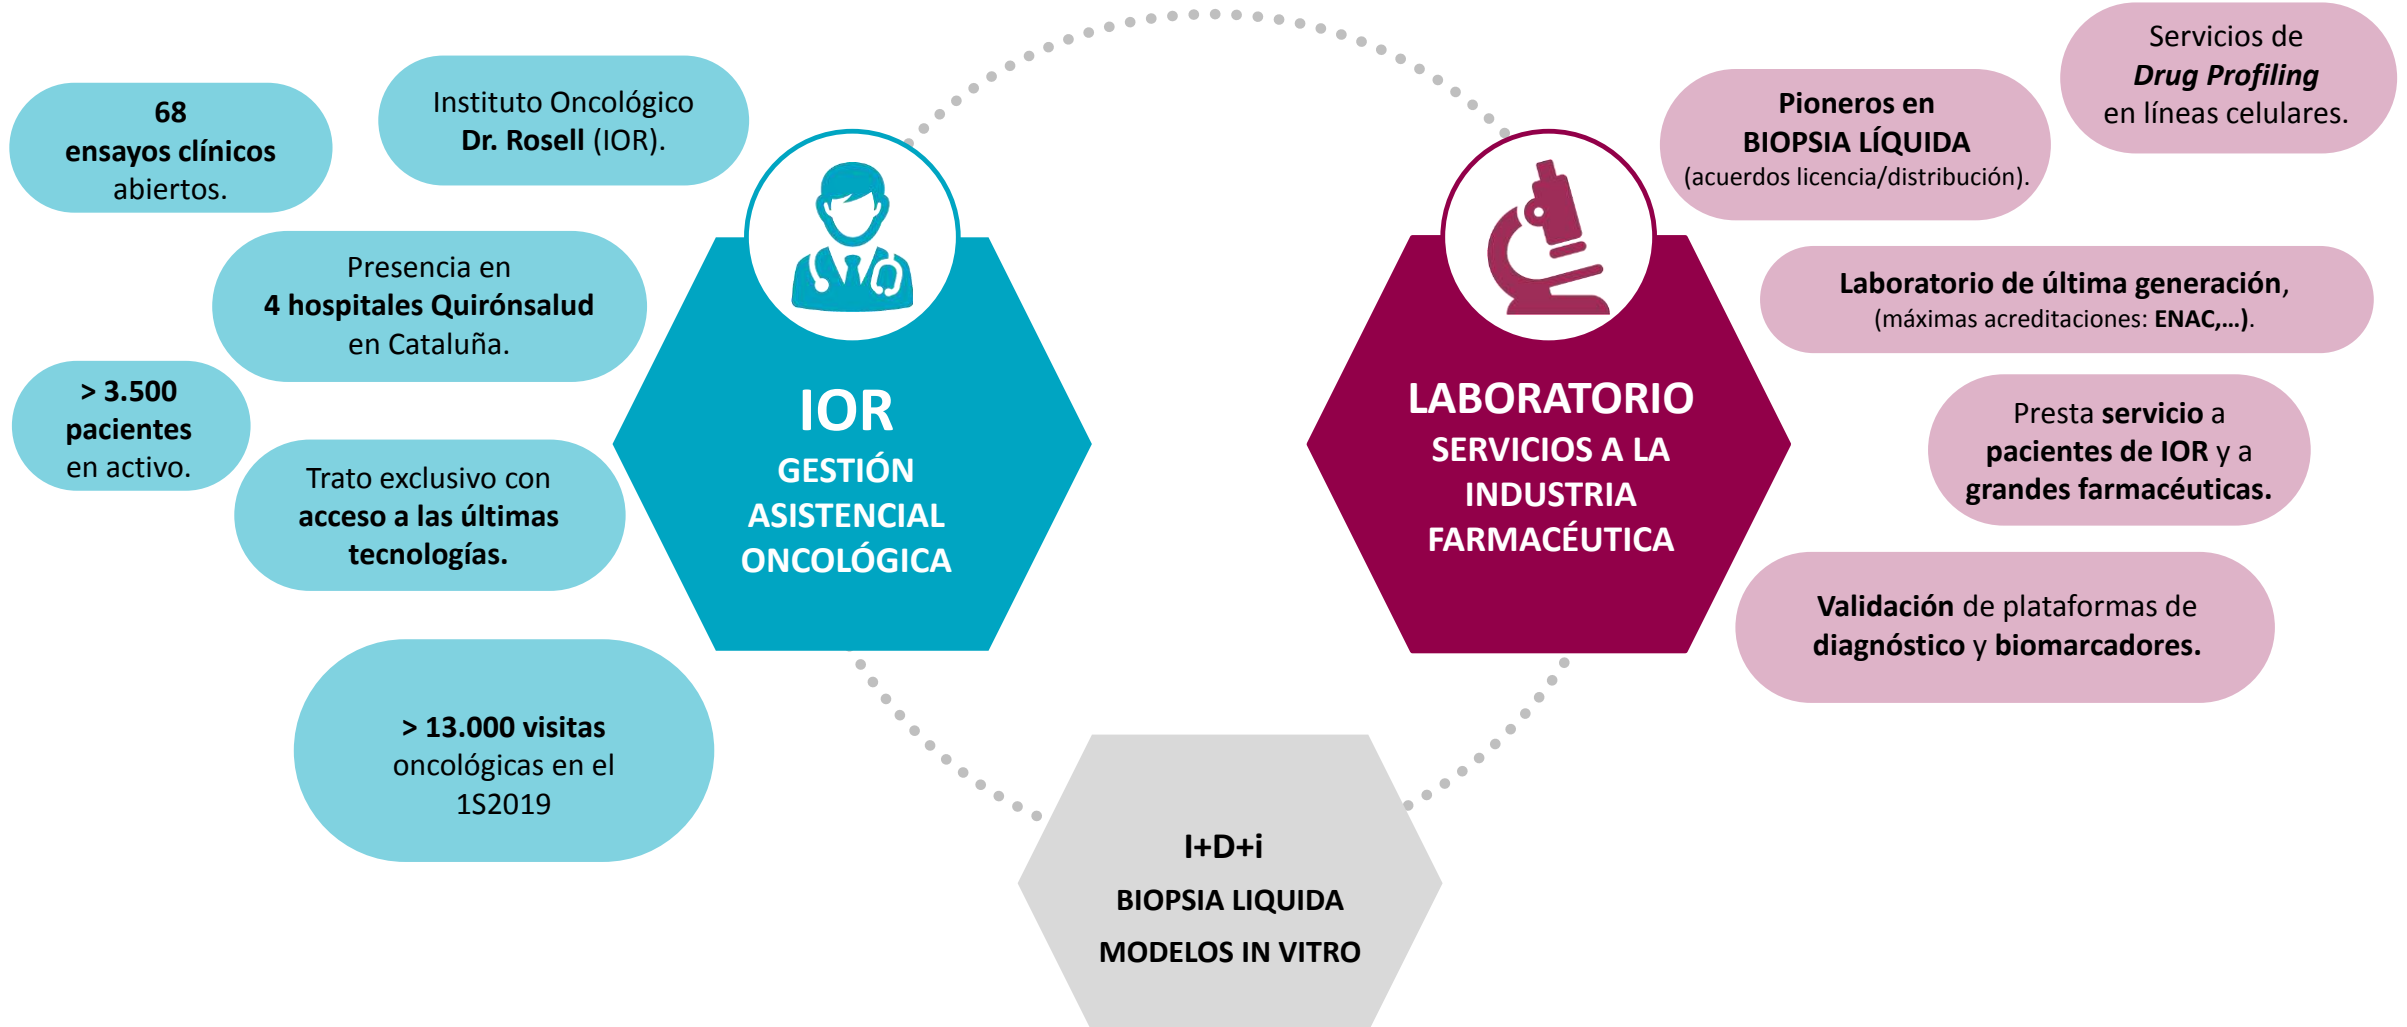 68
ensayos clínicos
abiertos.
Instituto Oncológico
Dr. Rosell (IOR).
Presencia en
4 hospitales Quirónsalud
en Cataluña.
> 3.500
pacientes
en activo.
Trato exclusivo con
acceso a las últimas
tecnologías.
> 13.000 visitas
oncológicas en el
1S2019
IOR
GESTIÓN
ASISTENCIAL
ONCOLÓGICA
LABORATORIO
SERVICIOS A LA
INDUSTRIA
FARMACÉUTICA
Pioneros en
BIOPSIA LÍQUIDA
(acuerdos licencia/distribución).
Servicios de
Drug Profiling
en líneas celulares.
Laboratorio de última generación,
(máximas acreditaciones: ENAC,...).
Presta servicio a
pacientes de IOR y a
grandes farmacéuticas.
Validación de plataformas de
diagnóstico y biomarcadores.
I+D+i
BIOPSIA LIQUIDA
MODELOS IN VITRO